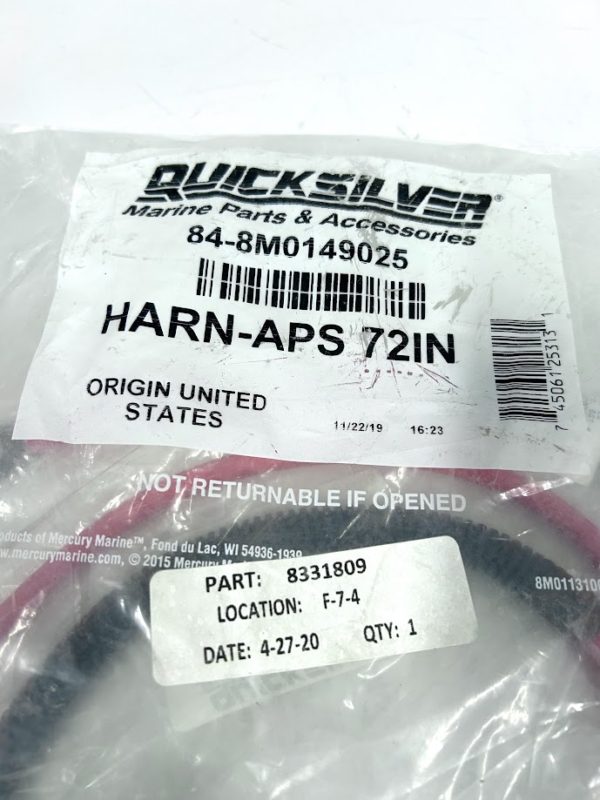 QUICKSILVER®
Marine Parts & Accessories
84-8M0149025
HARN-APS 72IN
ORIGIN UNITED
STATES
11/22/19 16:23
7 45061 25313 1
NOT RETURNABLE IF OPENED
oducts of Mercury Marine™, Fond du Lac, WI 54936-1939
www.mercurymarine.com, © 2015 Mercury
8M0113100
PART: 8331809
LOCATION: F-7-4
DATE: 4-27-20 QTY: 1